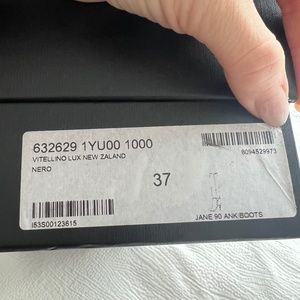 632629 1YU00 1000
VITELLINO LUX NEW ZALAND
NERO
8094529973
37
I53S00123615
JANE 90 ANK/BOOTS